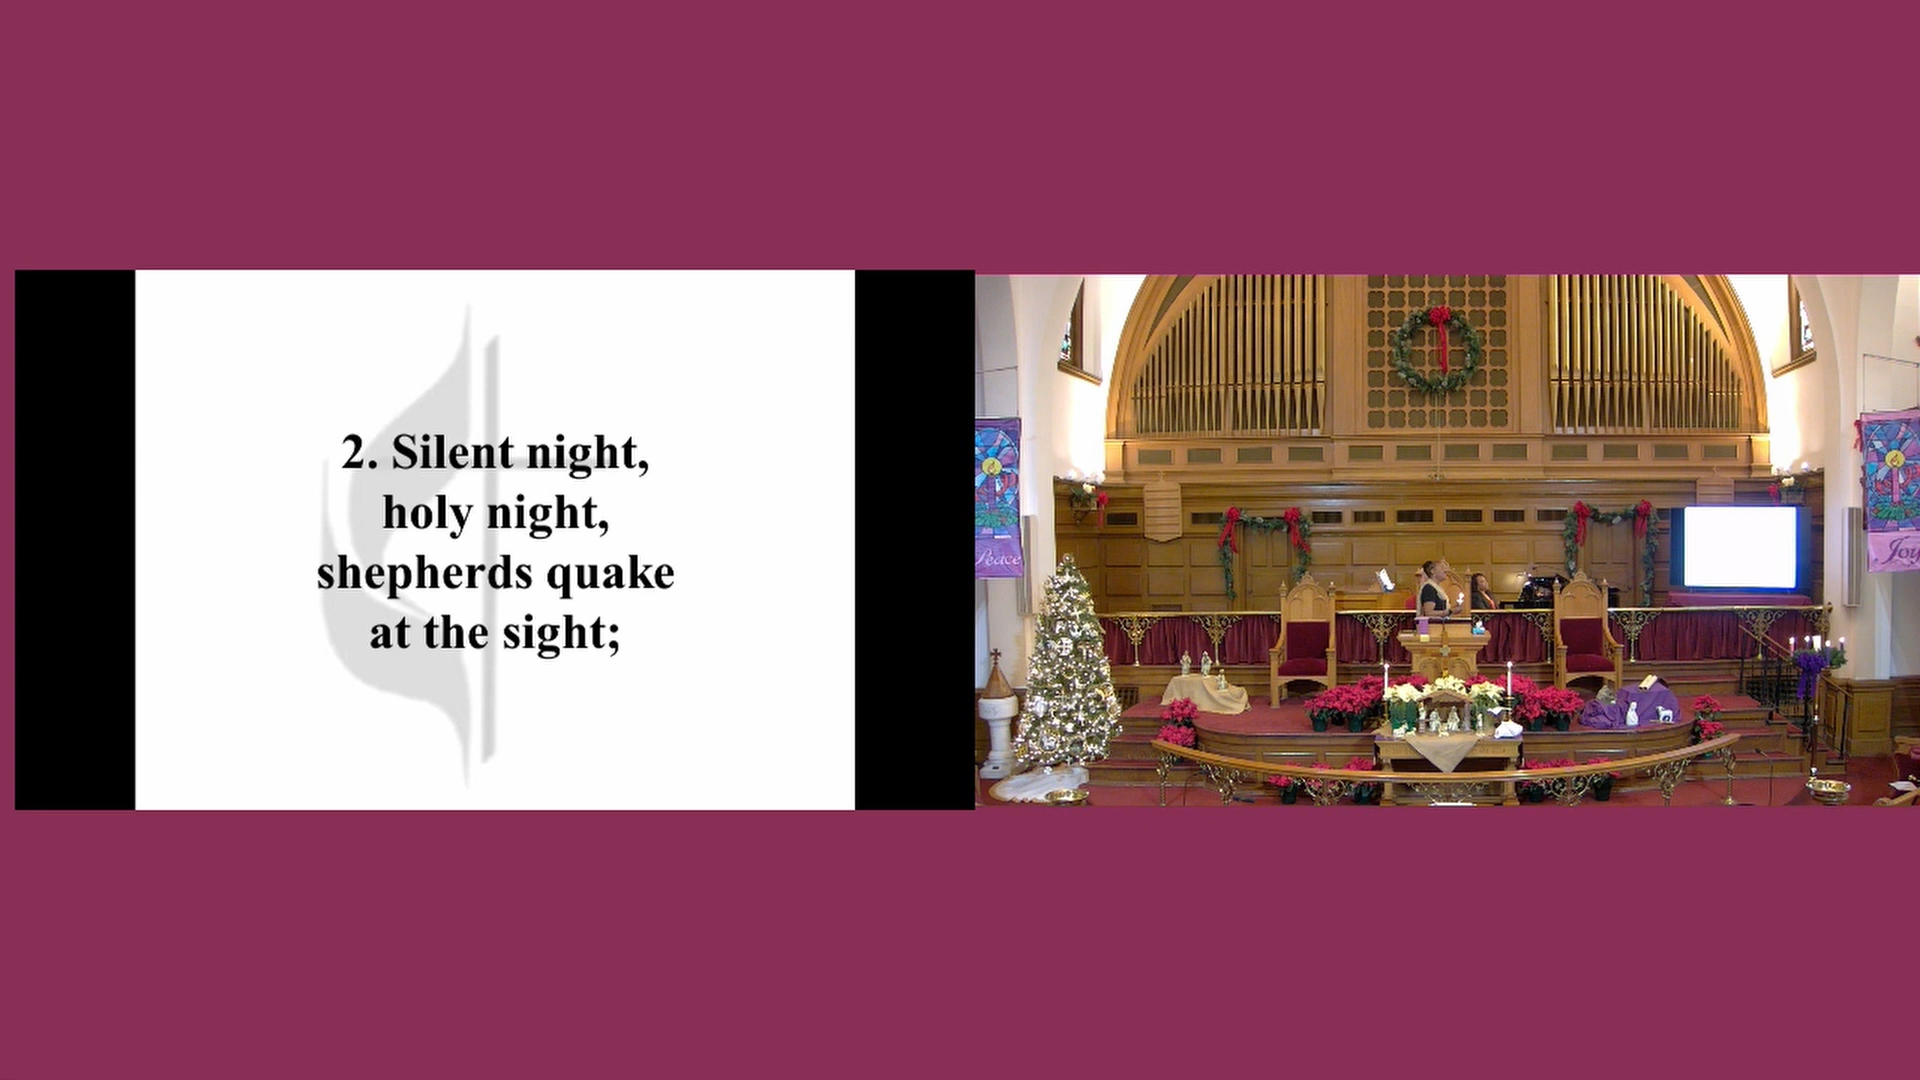 2. Silent night,
holy night,
shepherds quake
at the sight;
Peace
Joy